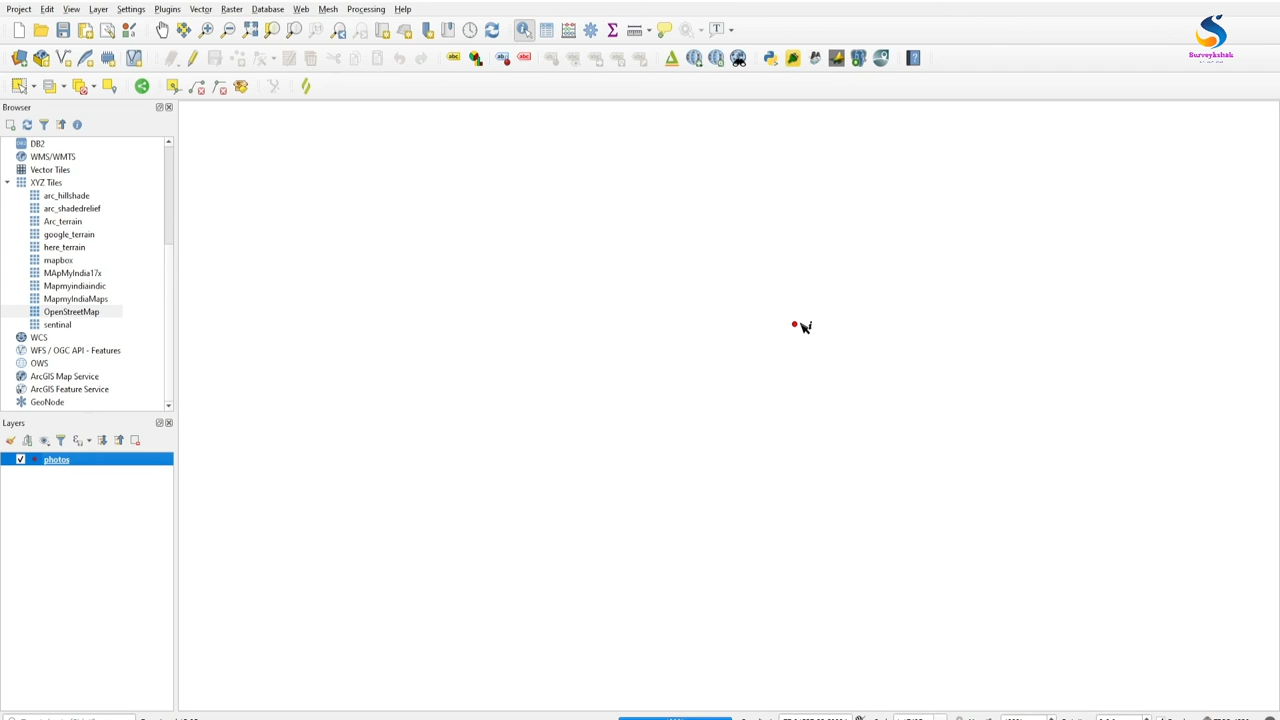 Project Edit View Layer Settings Plugins Vector Raster Database Web Mesh Processing Help
Surveykshak
Browser
DB2
WMS/WMTS
Vector Tiles
XYZ Tiles
arc_hillshade
arc_shadedrelief
Arc_terrain
google_terrain
here_terrain
mapbox
MApMyIndia17x
Mapmyindiaindic
MapmyIndiaMaps
OpenStreetMap
sentinal
WCS
WFS / OGC API - Features
OWS
ArcGIS Map Service
ArcGIS Feature Service
GeoNode
Layers
photos